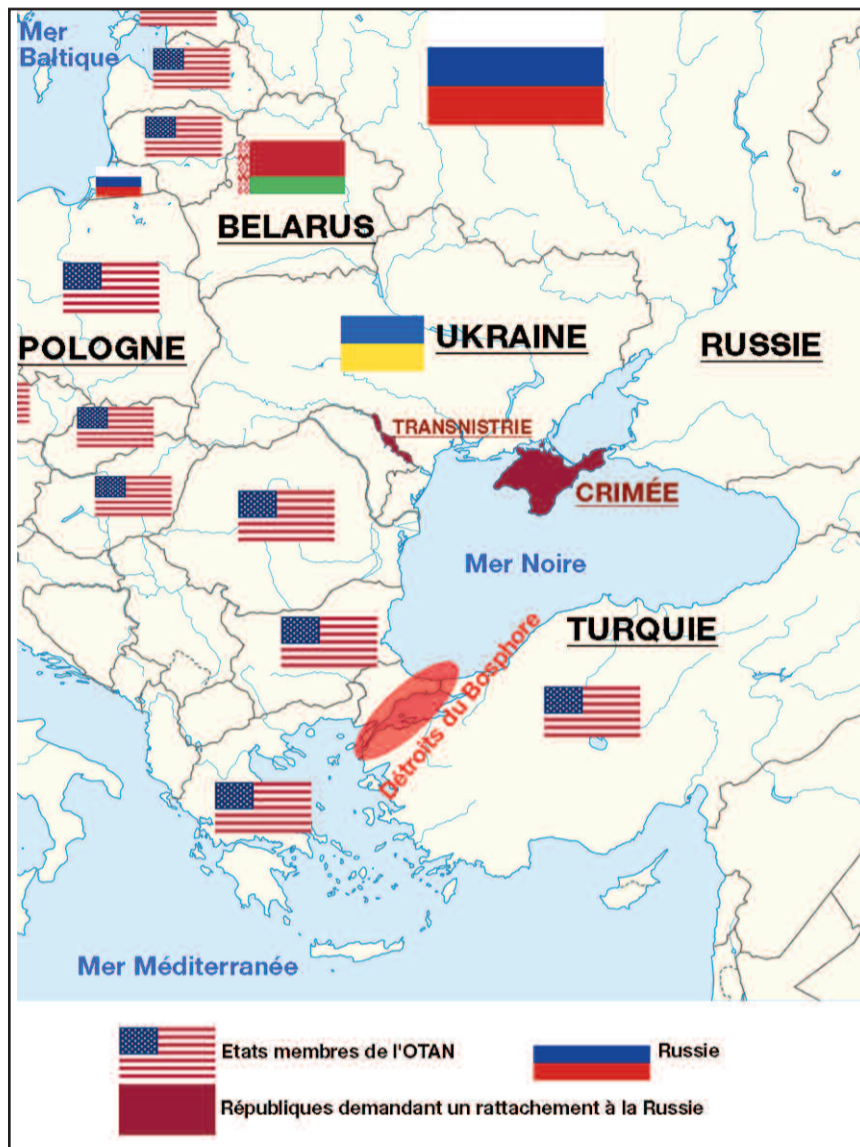 Mer
Baltique
BELARUS
POLOGNE
UKRAINE
RUSSIE
TRANSNISTRIE
CRIMÉE
Mer Noire
TURQUIE
Détroits du Bosphore
Mer Méditerranée
Etats membres de l'OTAN
Russie
Républiques demandant un rattachement à la Russie